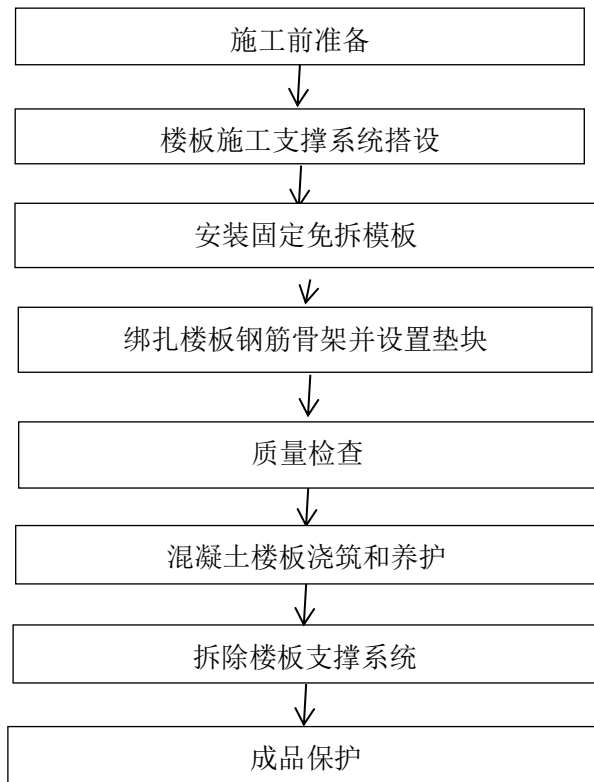 施工前准备
楼板施工支撑系统搭设
安装固定免拆模板
绑扎楼板钢筋骨架并设置垫块
质量检查
混凝土楼板浇筑和养护
拆除楼板支撑系统
成品保护